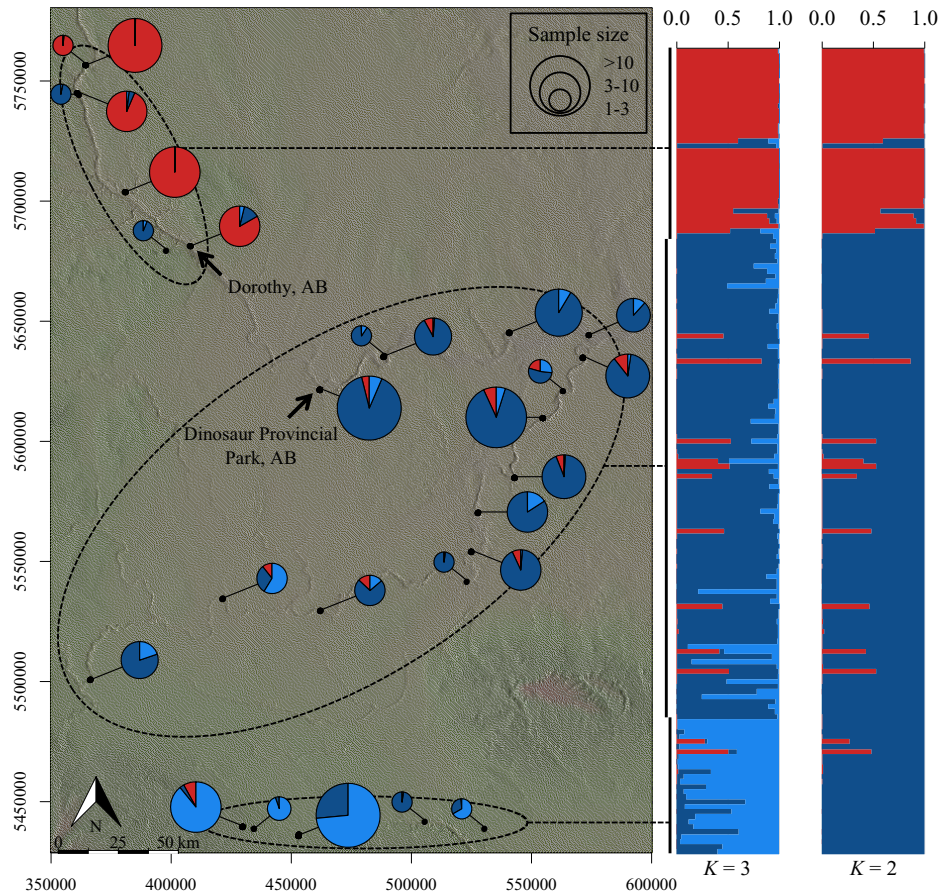 0.0 0.5 1.0 0.0 0.5 1.0
Sample size
>10
3-10
1-3
5750000
5700000
5650000
5600000
5550000
5500000
5450000
Dorothy, AB
Dinosaur Provincial
Park, AB
N
0 25 50 km
K = 3 K = 2
350000 400000 450000 500000 550000 600000